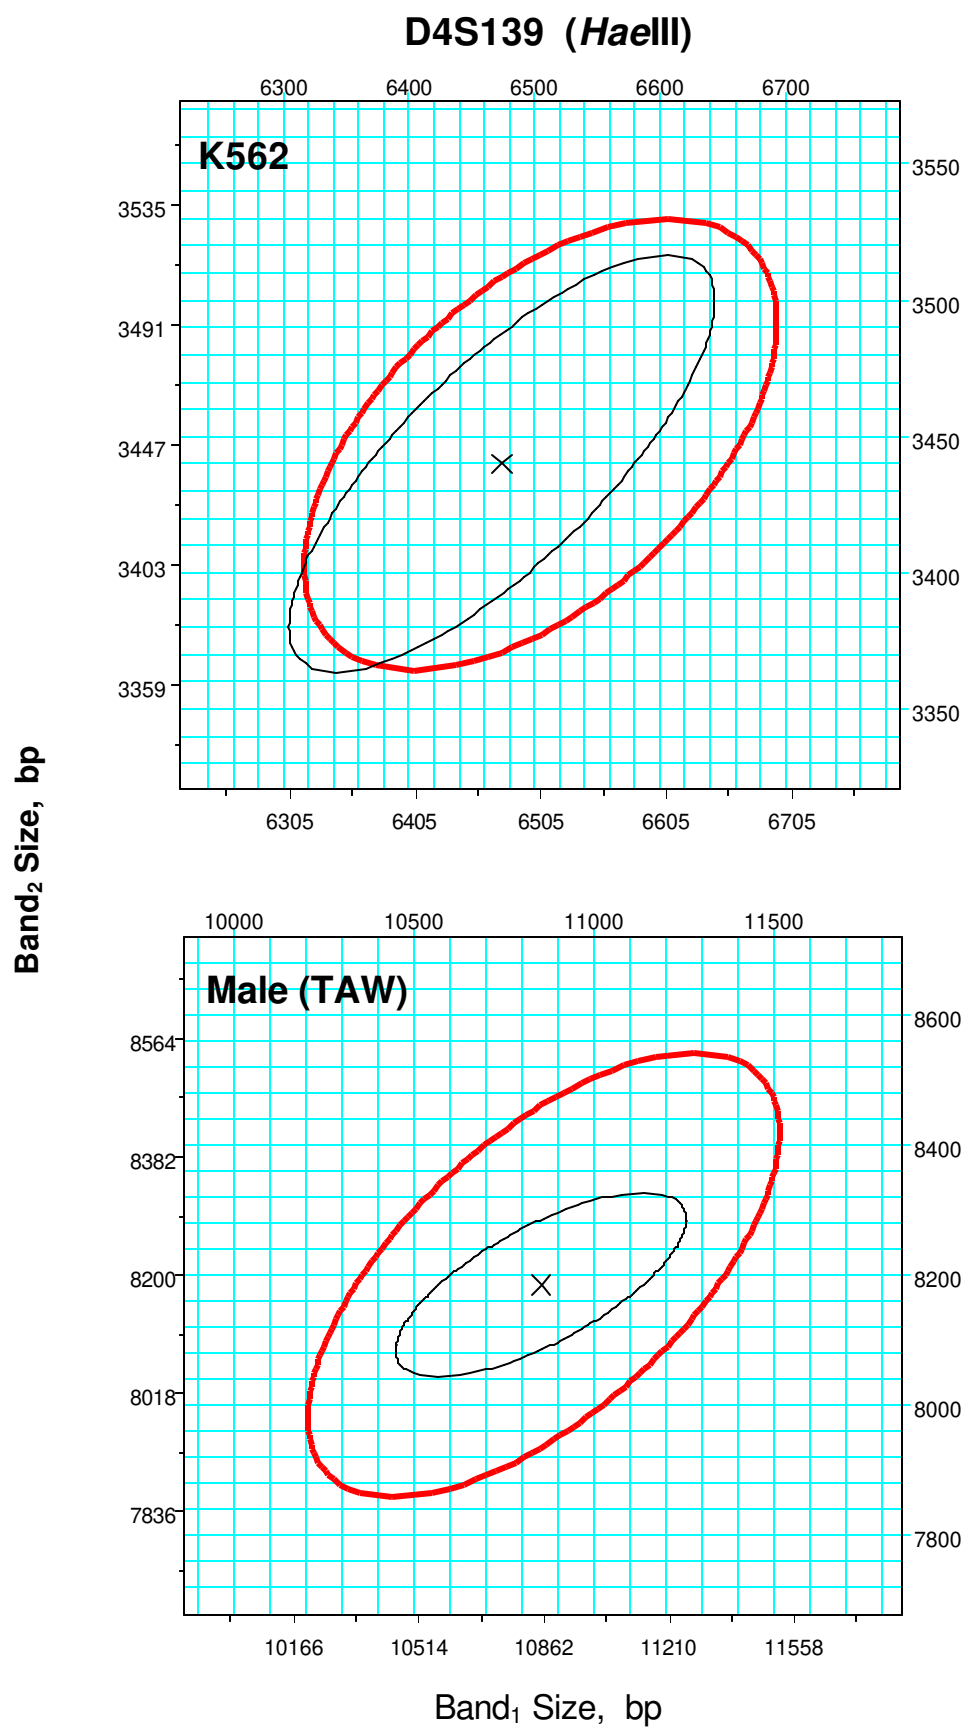 D4S139 (HaeIII)
6300 6400 6500 6600 6700
K562
3550
3535
3500
3491
3450
3447
3403
3400
3359
3350
6305 6405 6505 6605 6705
Band₂ Size, bp
10000 10500 11000 11500
Male (TAW)
8600
8564
8400
8382
8200 8200
8018
8000
7836
7800
10166 10514 10862 11210 11558
Band₁ Size, bp